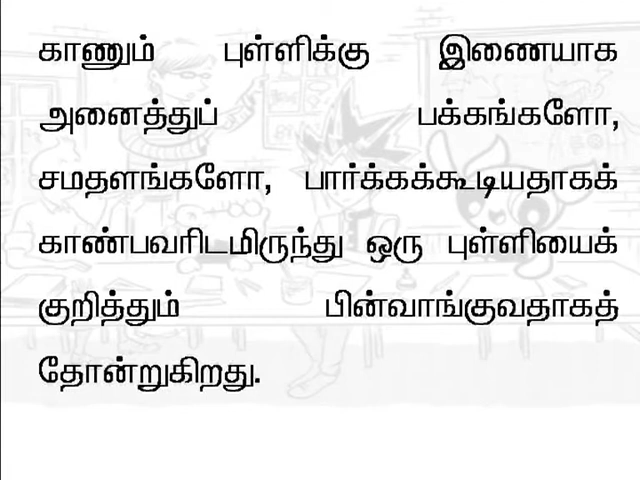 காணும் புள்ளிக்கு இணையாக
அனைத்துப் பக்கங்களோ,
சமதளங்களோ, பார்க்கக்கூடியதாகக்
காண்பவரிடமிருந்து ஒரு புள்ளியைக்
குறித்தும் பின்வாங்குவதாகத்
தோன்றுகிறது.